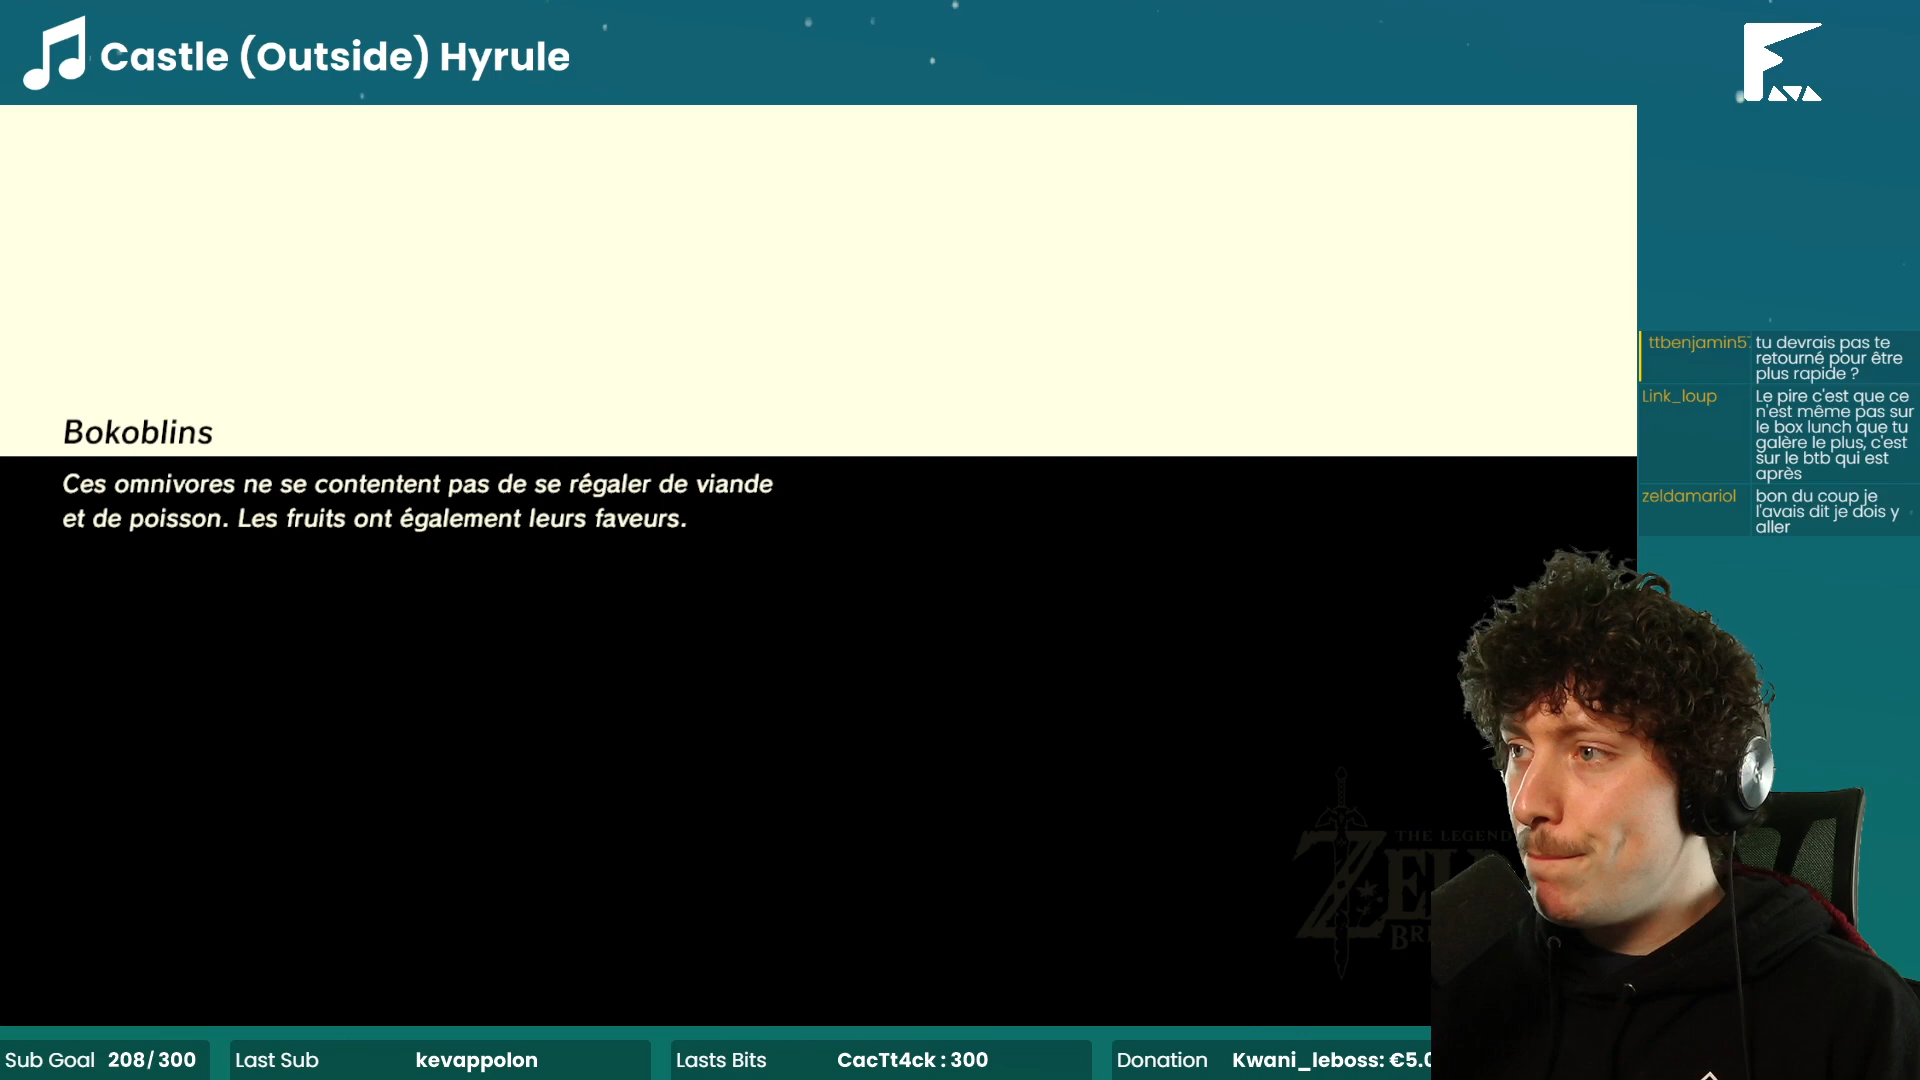 Castle (Outside) Hyrule
Bokoblins
Ces omnivores ne se contentent pas de se régaler de viande
et de poisson. Les fruits ont également leurs faveurs.
ttbenjamin5 tu devrais pas te
retourné pour être
plus rapide ?
Link_loup Le pire c'est que ce
n'est même pas sur
le box lunch que tu
galère le plus, c'est
sur le btb qui est
après
zeldamariol bon du coup je
l'avais dit je dois y
aller
THE LEGEND
Sub Goal 208/300
Last Sub kevappolon
Lasts Bits CacTt4ck : 300
Donation Kwani_leboss: €5.0